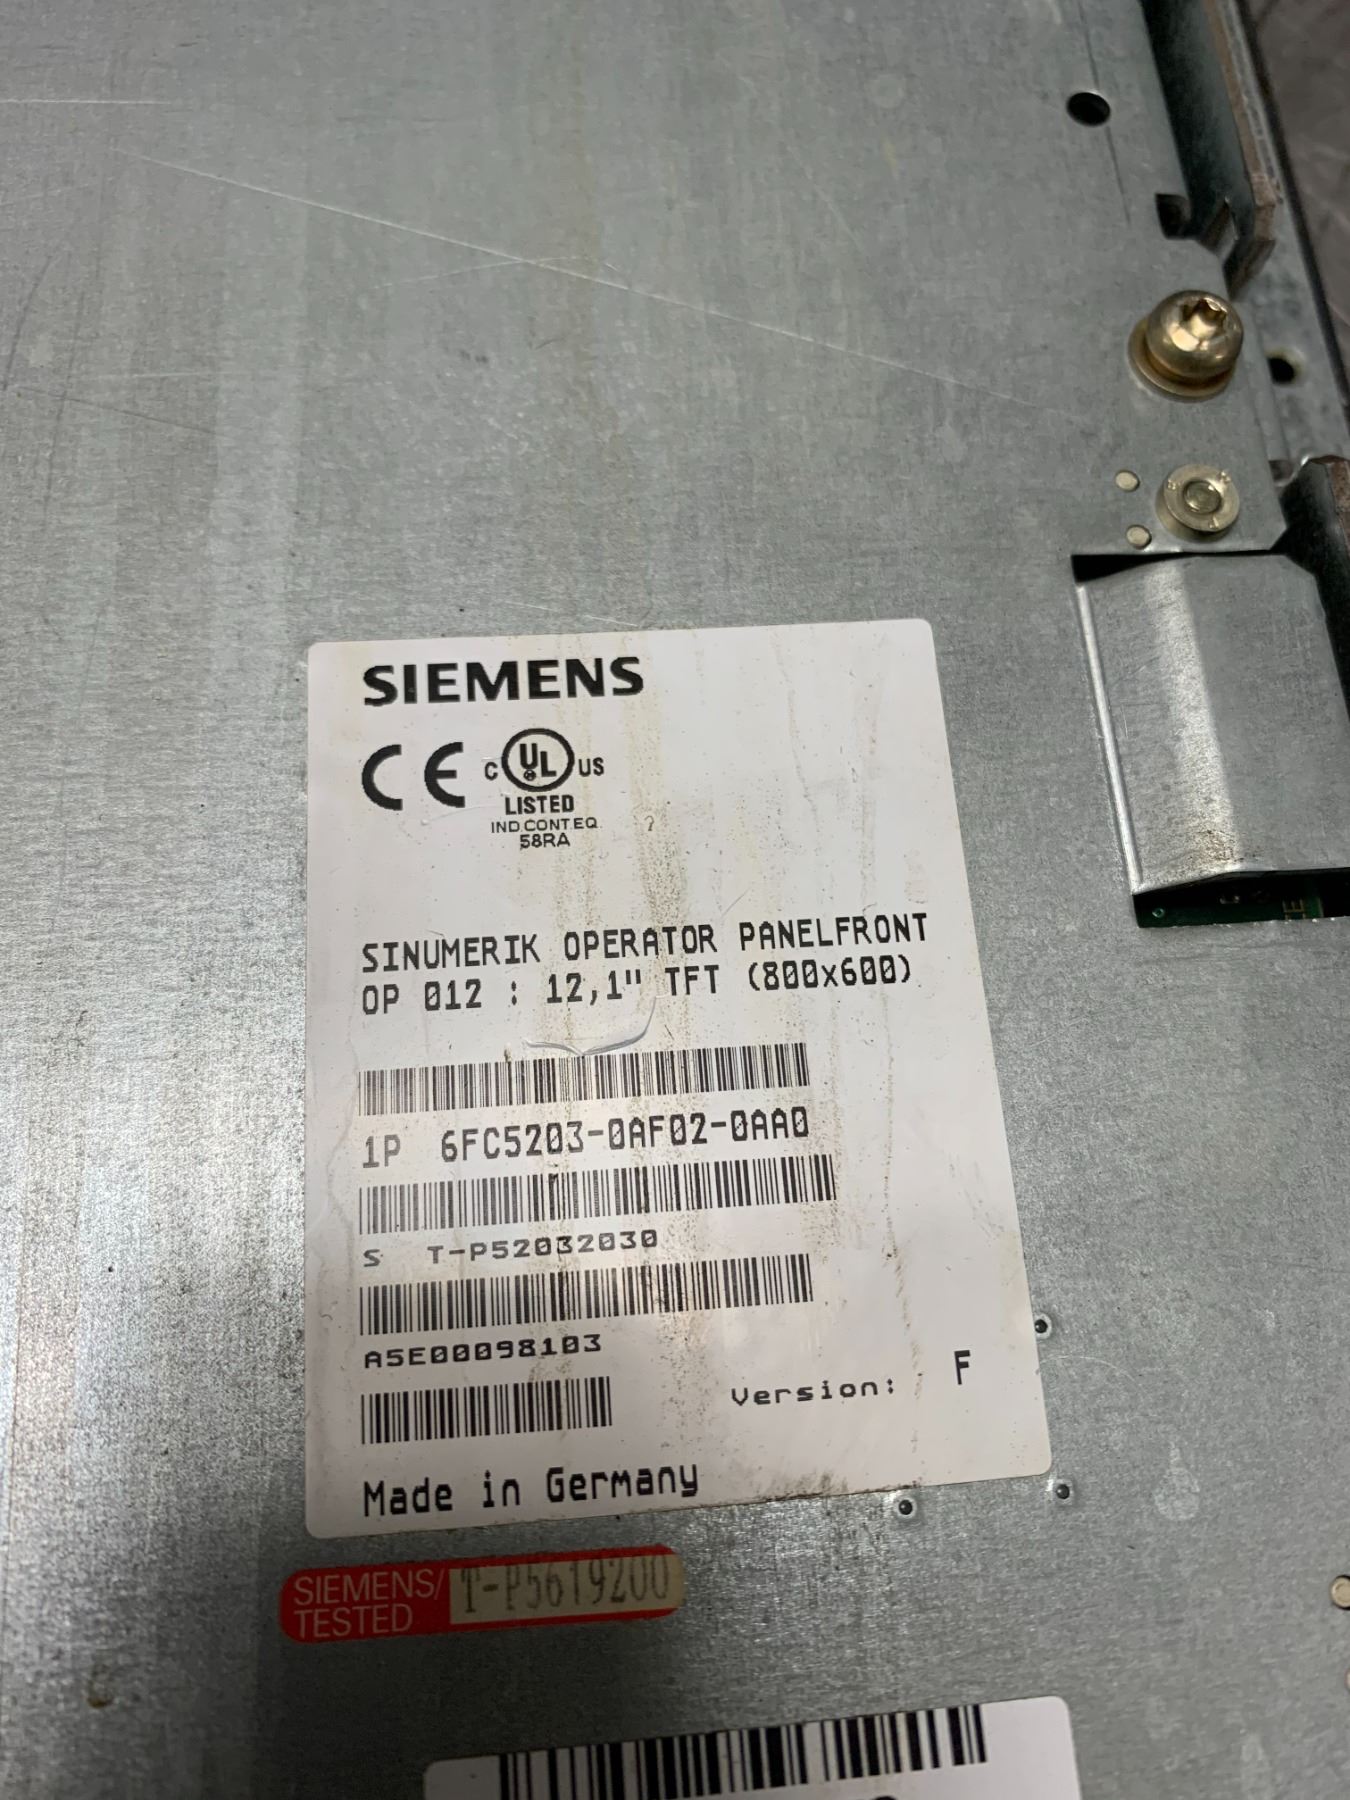 SIEMENS
CE C UL US
LISTED
IND.CONT.EQ.
58RA
SINUMERIK OPERATOR PANELFRONT
OP 012 : 12,1" TFT (800x600)
1P 6FC5203-0AF02-0AA0
S T-P52032030
A5E00098103
Version: F
Made in Germany
SIEMENS/ T-P5619200
TESTED